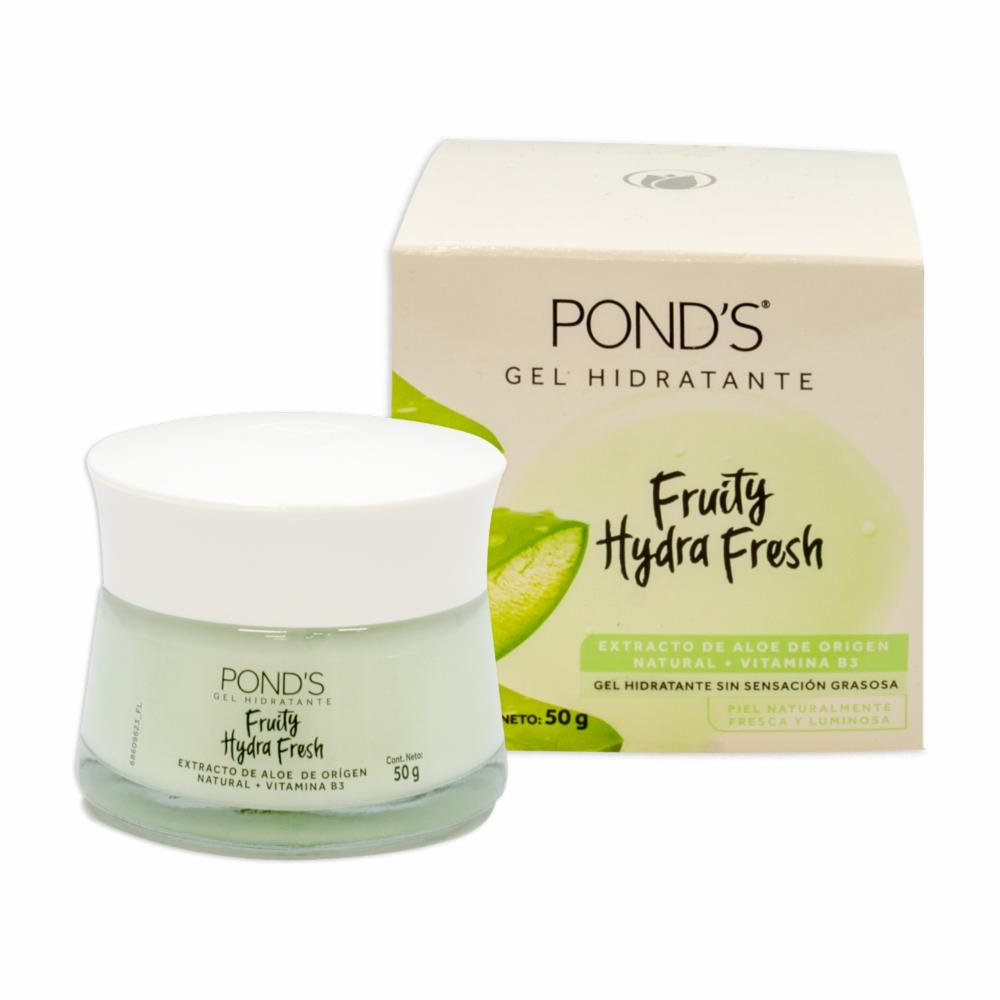 POND'S®
GEL HIDRATANTE
Fruity
Hydra Fresh
EXTRACTO DE ALOE DE ORIGEN
NATURAL + VITAMINA B3
GEL HIDRATANTE SIN SENSACIÓN GRASOSA
PIEL NATURALMENTE
FRESCA Y LUMINOSA
NETO: 50 g
POND'S
GEL HIDRATANTE
Fruity
Hydra Fresh
EXTRACTO DE ALOE DE ORÍGEN
NATURAL + VITAMINA B3
Cont. Neto:
50 g
68609623_FL